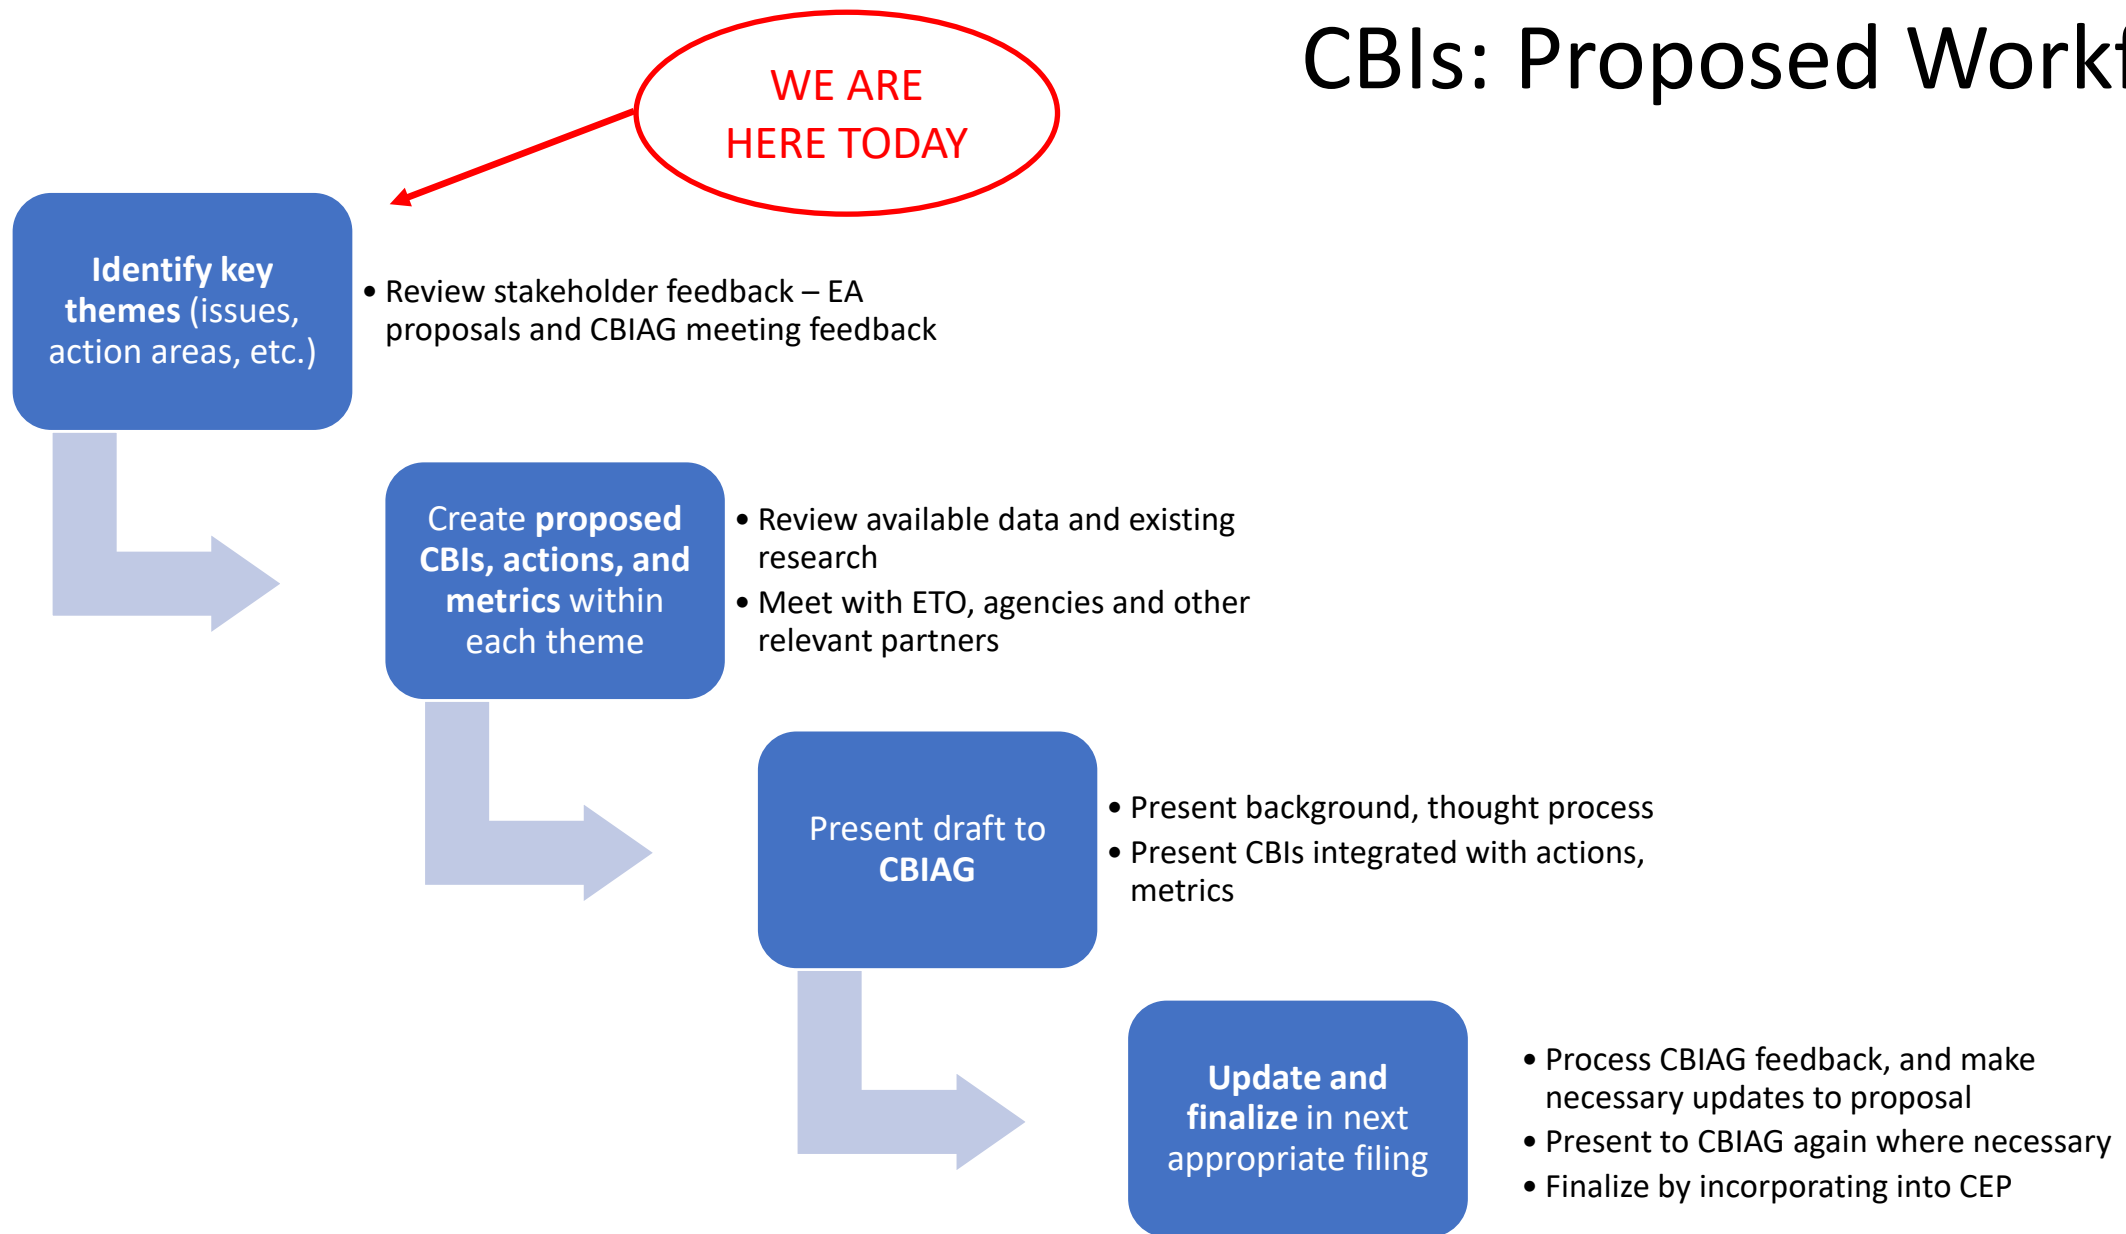 CBIs: Proposed Workf
WE ARE
HERE TODAY
Identify key
themes (issues,
action areas, etc.)
• Review stakeholder feedback – EA
proposals and CBIAG meeting feedback
Create proposed
CBIs, actions, and
metrics within
each theme
• Review available data and existing
research
• Meet with ETO, agencies and other
relevant partners
Present draft to
CBIAG
• Present background, thought process
• Present CBIs integrated with actions,
metrics
Update and
finalize in next
appropriate filing
• Process CBIAG feedback, and make
necessary updates to proposal
• Present to CBIAG again where necessary
• Finalize by incorporating into CEP